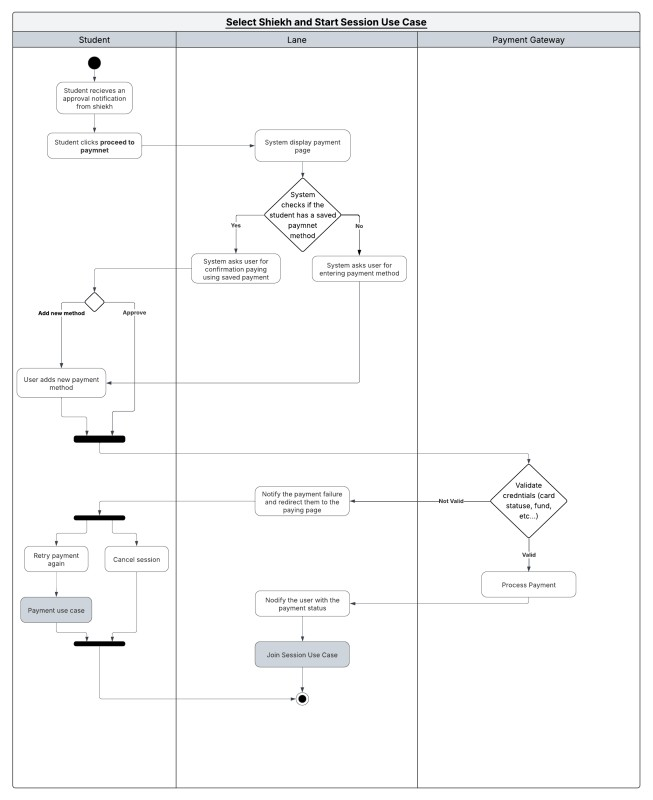 Select Shiekh and Start Session Use Case
Student
Lane
Payment Gateway
Student recieves an
approval notification
from shiekh
Student clicks proceed to
paymnet
System display payment
page
System
checks if the
student has a saved
paymnet
method
Yes
No
System asks user for
confirmation paying
using saved payment
System asks user for
entering payment method
Add new method
Approve
User adds new payment
method
Validate
credntials (card
statuse, fund,
etc...)
Not Valid
Notify the payment failure
and redirect them to the
paying page
Valid
Retry payment
again
Cancel session
Process Payment
Payment use case
Nodify the user with the
payment status
Join Session Use Case